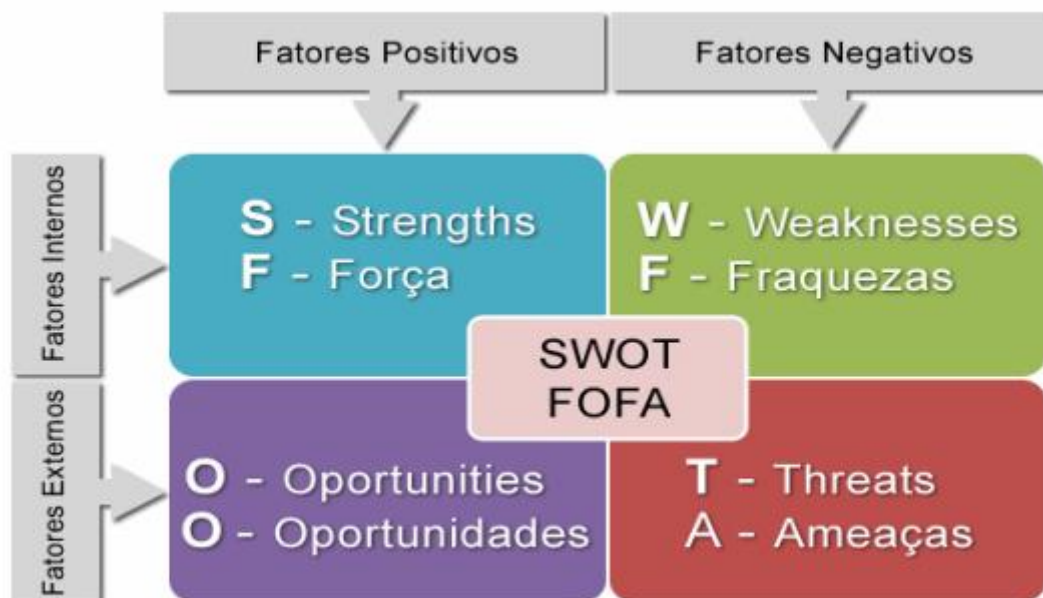 Fatores Positivos
Fatores Negativos
Fatores Internos
S - Strengths
F - Força
W - Weaknesses
F - Fraquezas
SWOT
FOFA
Fatores Externos
O - Oportunities
O - Oportunidades
T - Threats
A - Ameaças